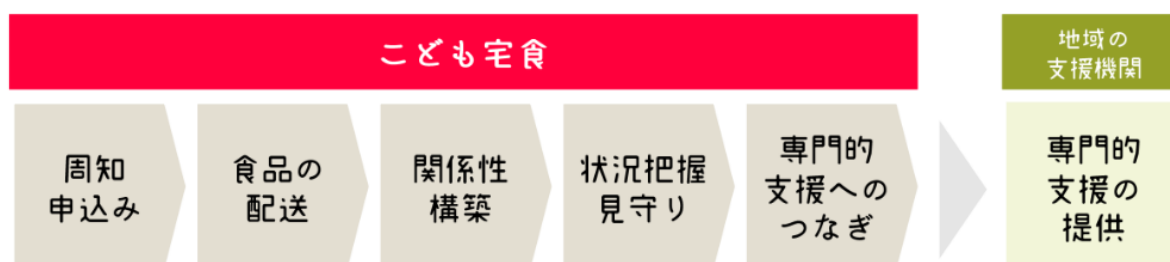 こども宅食
地域の
支援機関
周知
申込み
食品の
配送
関係性
構築
状況把握
見守り
専門的
支援への
つなぎ
専門的
支援の
提供